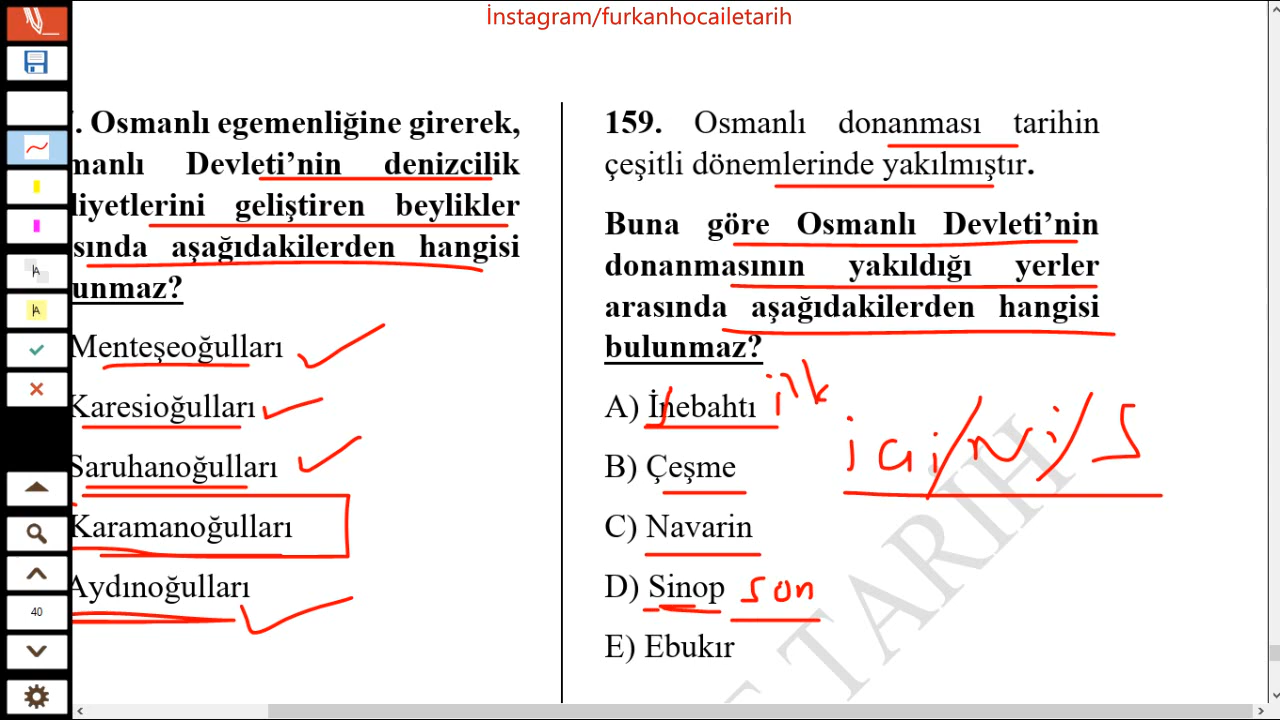 İnstagram/furkanhocailetarih
. Osmanlı egemenliğine girerek,
manlı Devleti’nin denizcilik
liyetlerini geliştiren beylikler
sında aşağıdakilerden hangisi
unmaz?
Menteşeoğulları
Karesioğulları
Saruhanoğulları
Karamanoğulları
Aydınoğulları
159. Osmanlı donanması tarihin
çeşitli dönemlerinde yakılmıştır.
Buna göre Osmanlı Devleti’nin
donanmasının yakıldığı yerler
arasında aşağıdakilerden hangisi
bulunmaz?
A) İnebahtı ilk
B) Çeşme
C) Navarin
D) Sinop son
E) Ebukır
TARİH
40